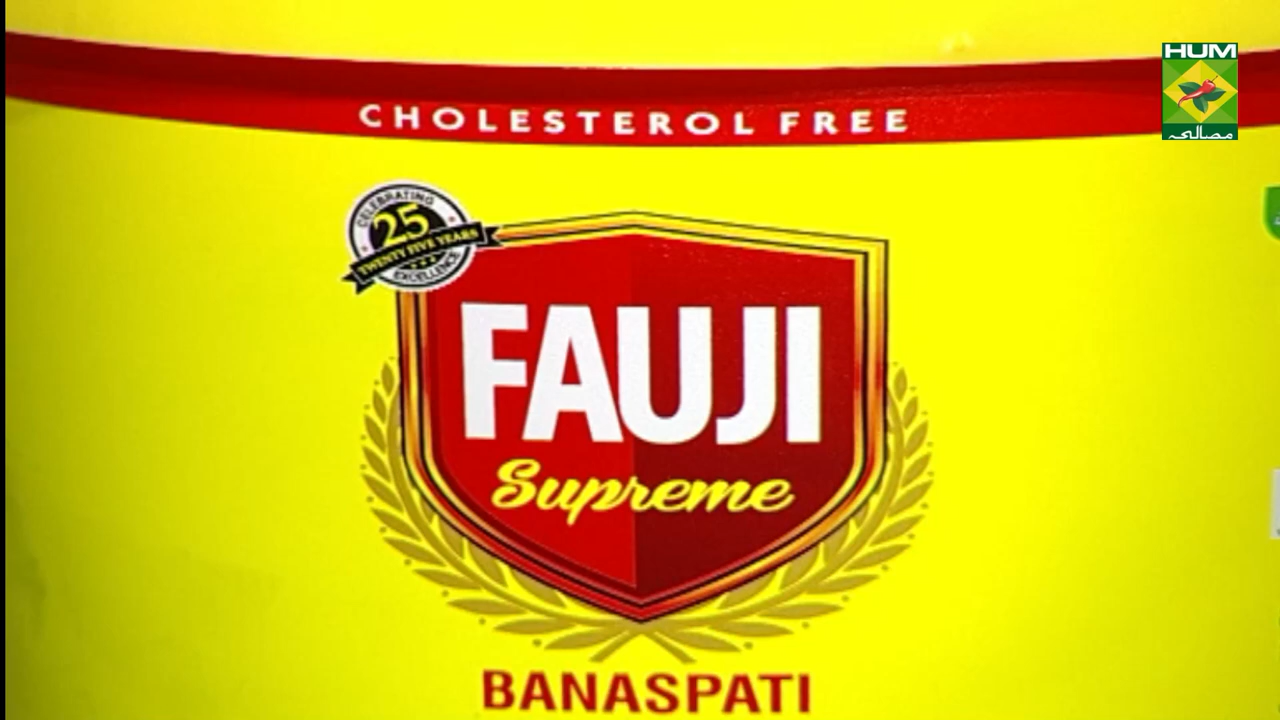 HUM
مصالحہ
CHOLESTEROL FREE
CELEBRATING
25
TWENTY FIVE YEARS
EXCELLENCE
FAUJI
Supreme
BANASPATI